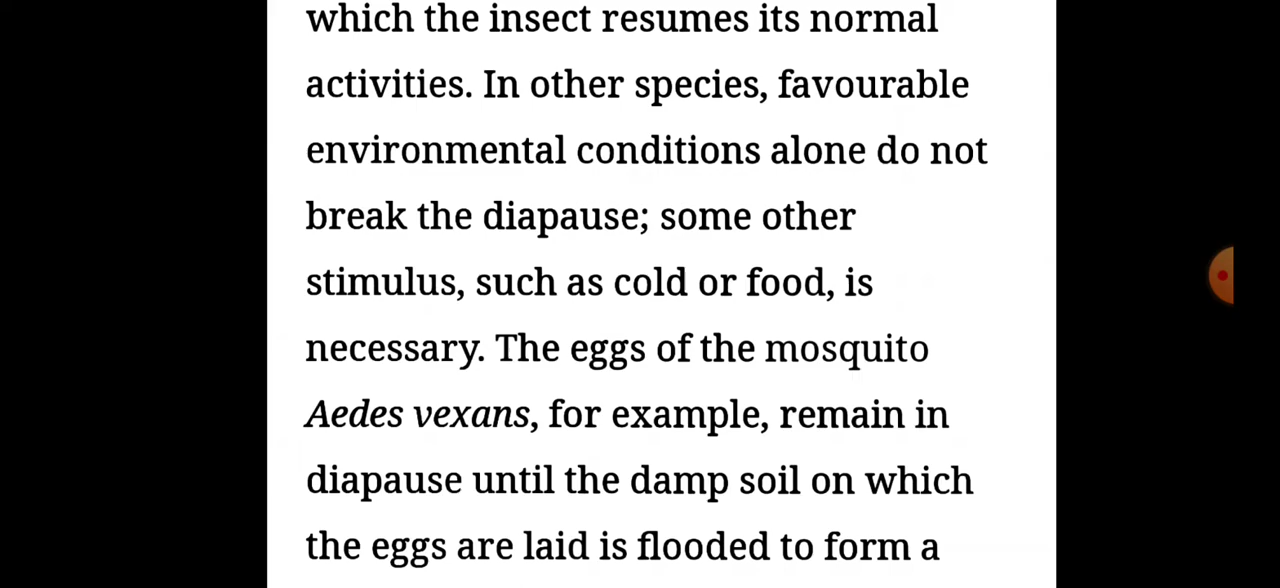 which the insect resumes its normal
activities. In other species, favourable
environmental conditions alone do not
break the diapause; some other
stimulus, such as cold or food, is
necessary. The eggs of the mosquito
Aedes vexans, for example, remain in
diapause until the damp soil on which
the eggs are laid is flooded to form a